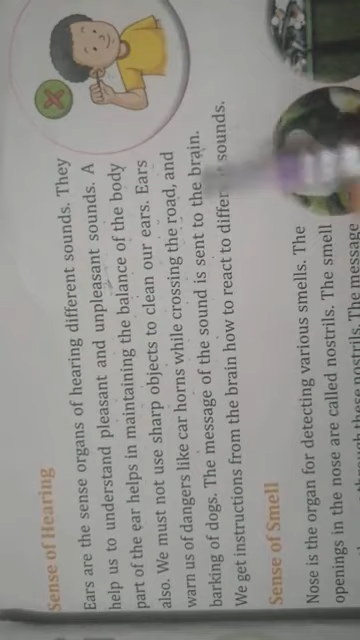 Sense of Hearing
Ears are the sense organs of hearing different sounds. They
help us to understand pleasant and unpleasant sounds. A
part of the ear helps in maintaining the balance of the body
also. We must not use sharp objects to clean our ears. Ears
warn us of dangers like car horns while crossing the road, and
barking of dogs. The message of the sound is sent to the brain.
We get instructions from the brain how to react to sounds.
Sense of Smell
Nose is the organ for detecting various smells. The
openings in the nose are called nostrils. The smell
these nostrils. The message